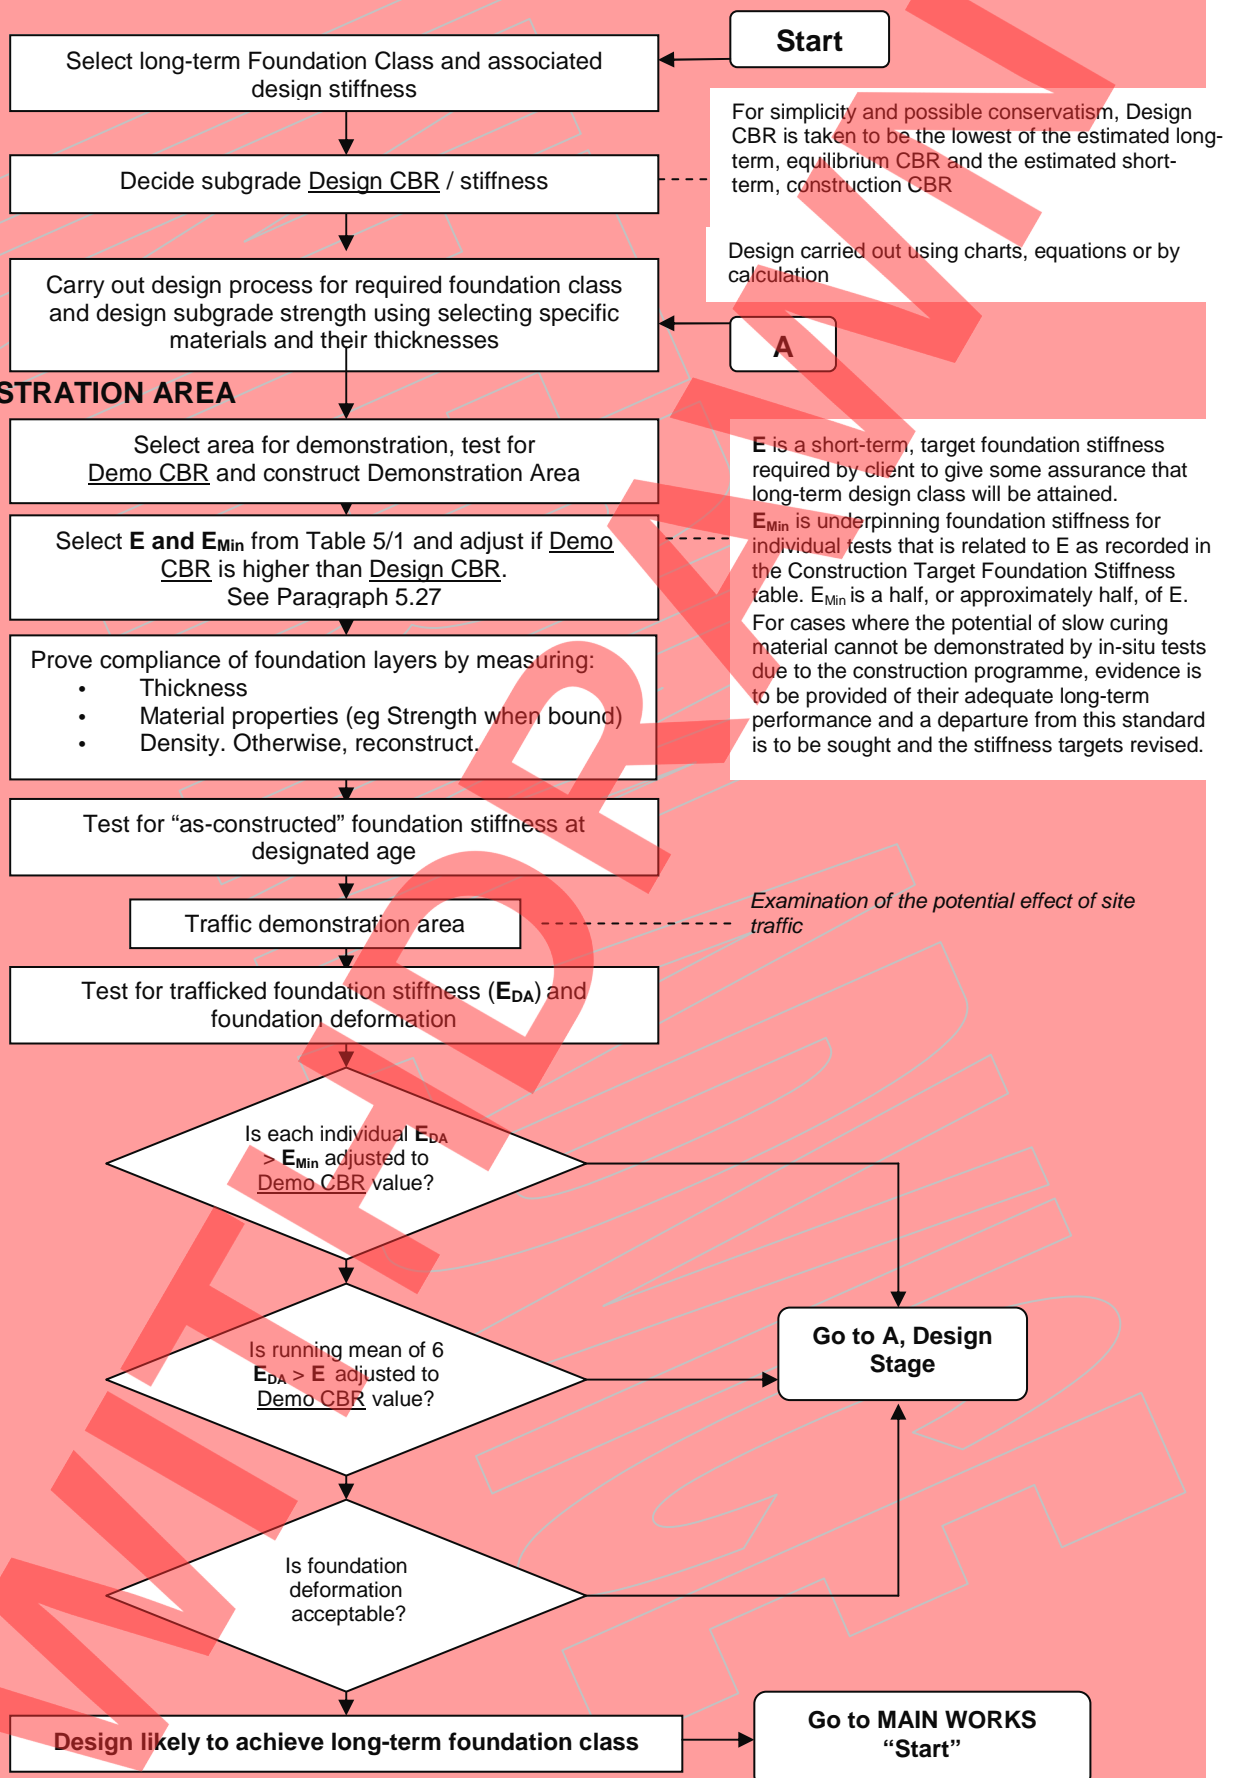 Start
Select long-term Foundation Class and associated
design stiffness
For simplicity and possible conservatism, Design
CBR is taken to be the lowest of the estimated long-
term, equilibrium CBR and the estimated short-
term, construction CBR
Decide subgrade Design CBR / stiffness
Design carried out using charts, equations or by
calculation
Carry out design process for required foundation class
and design subgrade strength using selecting specific
materials and their thicknesses
A
STRATION AREA
Select area for demonstration, test for
Demo CBR and construct Demonstration Area
E is a short-term, target foundation stiffness
required by client to give some assurance that
long-term design class will be attained.
EMin is underpinning foundation stiffness for
individual tests that is related to E as recorded in
the Construction Target Foundation Stiffness
table. EMin is a half, or approximately half, of E.
For cases where the potential of slow curing
material cannot be demonstrated by in-situ tests
due to the construction programme, evidence is
to be provided of their adequate long-term
performance and a departure from this standard
is to be sought and the stiffness targets revised.
Select E and EMin from Table 5/1 and adjust if Demo
CBR is higher than Design CBR.
See Paragraph 5.27
Prove compliance of foundation layers by measuring:
• Thickness
• Material properties (eg Strength when bound)
• Density. Otherwise, reconstruct.
Test for “as-constructed” foundation stiffness at
designated age
Traffic demonstration area
Examination of the potential effect of site
traffic
Test for trafficked foundation stiffness (EDA) and
foundation deformation
Is each individual EDA
> EMin adjusted to
Demo CBR value?
Is running mean of 6
EDA > E adjusted to
Demo CBR value?
Go to A, Design
Stage
Is foundation
deformation
acceptable?
Design likely to achieve long-term foundation class
Go to MAIN WORKS
“Start”
WITHDRAWN